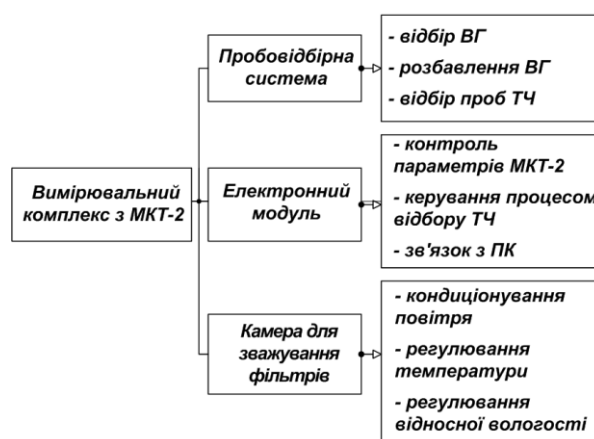 Вимірювальний
комплекс з МКТ-2
Пробовідбірна
система
- відбір ВГ
- розбавлення ВГ
- відбір проб ТЧ
Електронний
модуль
- контроль
параметрів МКТ-2
- керування процесом
відбору ТЧ
- зв'язок з ПК
Камера для
зважування
фільтрів
- кондиціонування
повітря
- регулювання
температури
- регулювання
відносної вологості